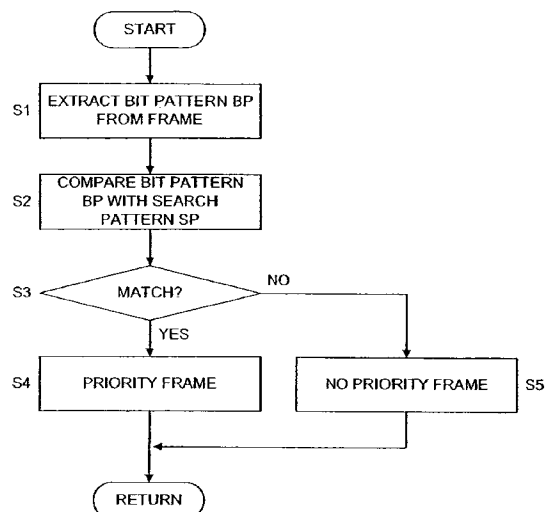 START
S1
EXTRACT BIT PATTERN BP
FROM FRAME
S2
COMPARE BIT PATTERN
BP WITH SEARCH
PATTERN SP
S3
MATCH?
NO
YES
S4
PRIORITY FRAME
NO PRIORITY FRAME
S5
RETURN